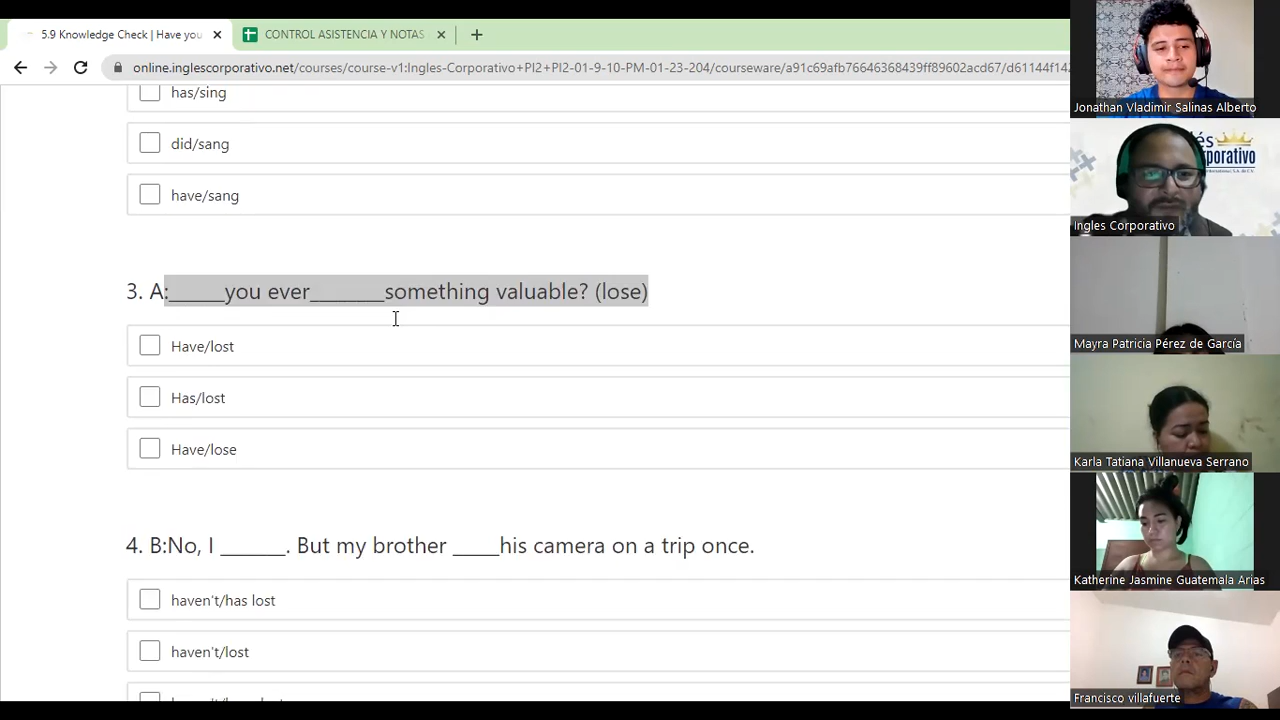 5.9 Knowledge Check | Have you
CONTROL ASISTENCIA Y NOTAS
online.inglescorporativo.net/courses/course-v1:Ingles-Corporativo+PI2+PI2-01-9-10-PM-01-23-204/courseware/a91c69afb76646368439ff89602acd67/d61144f142
has/sing
did/sang
have/sang
3. A:______you ever________something valuable? (lose)
Have/lost
Has/lost
Have/lose
4. B:No, I _______. But my brother _____his camera on a trip once.
haven't/has lost
haven't/lost
Jonathan Vladimir Salinas Alberto
és
rporativo
Ingles Corporativo
Mayra Patricia Pérez de García
Karla Tatiana Villanueva Serrano
Katherine Jasmine Guatemala Arias
Francisco villafuerte